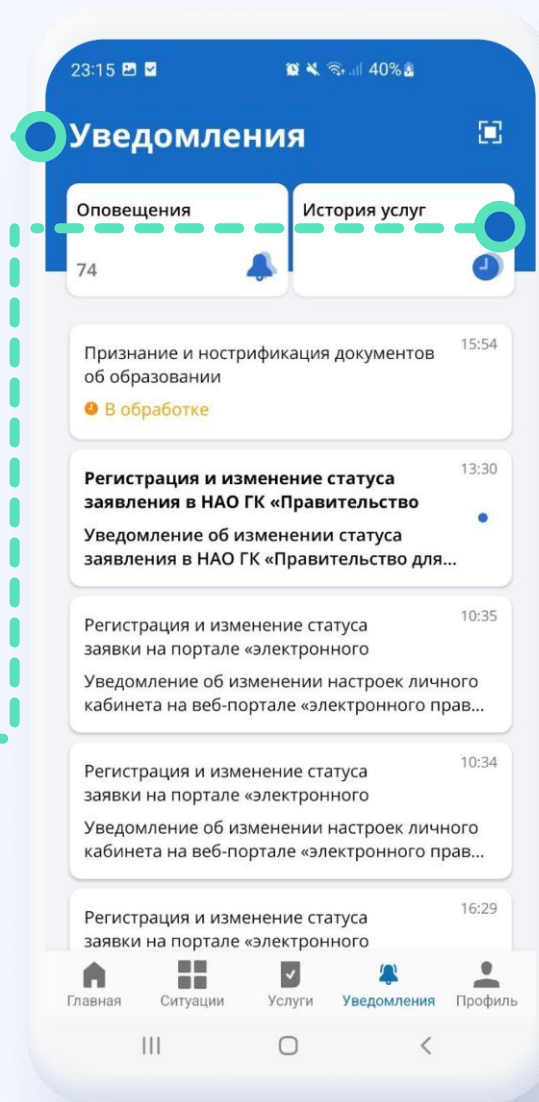 23:15
40%
Уведомления
Оповещения
История услуг
74
Признание и нострификация документов
об образовании
15:54
В обработке
Регистрация и изменение статуса
заявления в НАО ГК «Правительство
13:30
Уведомление об изменении статуса
заявления в НАО ГК «Правительство для...
Регистрация и изменение статуса
заявки на портале «электронного
10:35
Уведомление об изменении настроек личного
кабинета на веб-портале «электронного прав...
Регистрация и изменение статуса
заявки на портале «электронного
10:34
Уведомление об изменении настроек личного
кабинета на веб-портале «электронного прав...
Регистрация и изменение статуса
заявки на портале «электронного
16:29
Главная
Ситуации
Услуги
Уведомления
Профиль